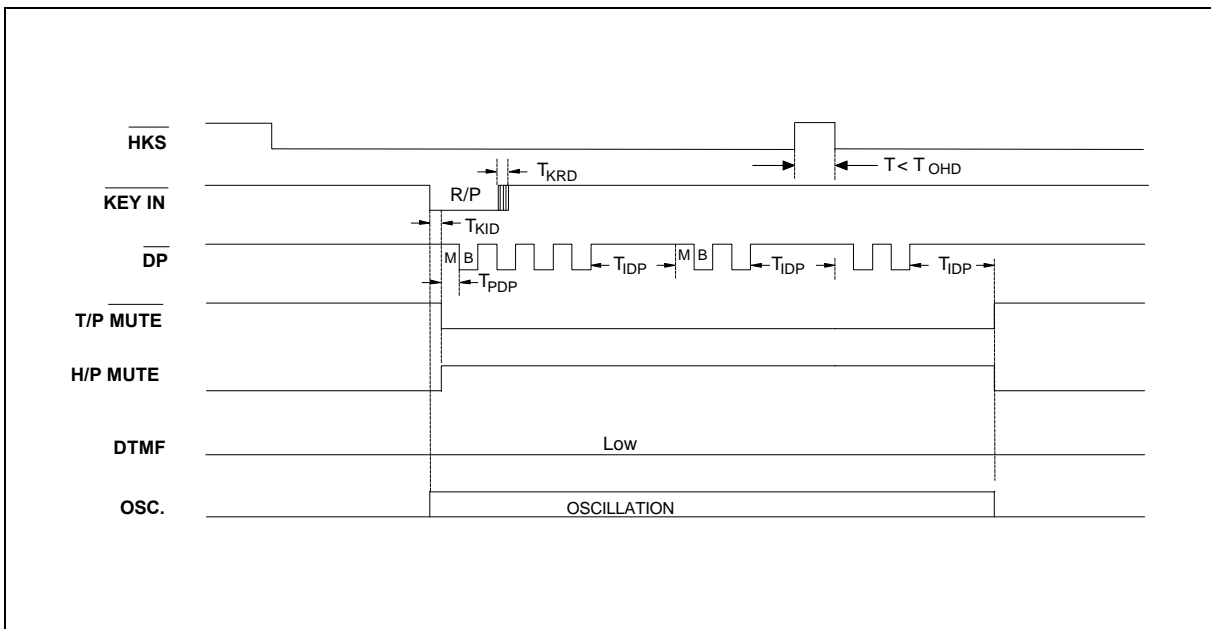 HKS
T < T OHD
T KRD
KEY IN
R/P
T KID
DP
M B
T IDP
M B
T IDP
T IDP
T PDP
T/P MUTE
H/P MUTE
DTMF
Low
OSC.
OSCILLATION